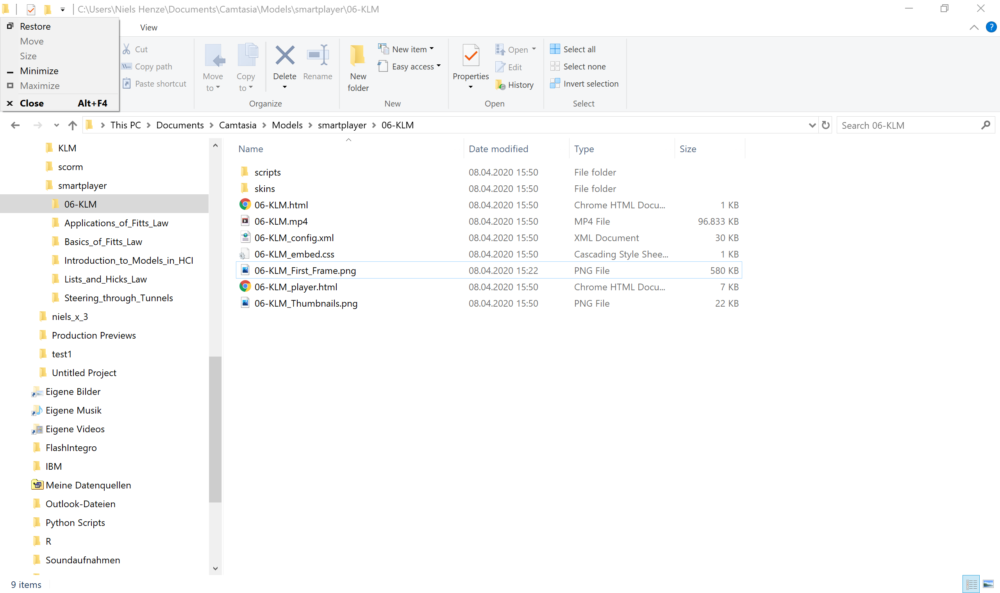 C:\Users\Niels Henze\Documents\Camtasia\Models\smartplayer\06-KLM
Restore
Move
Size
Minimize
Maximize
Close Alt+F4
View
Cut
Copy path
Paste shortcut
Move to
Copy to
Delete
Rename
Organize
New folder
New item
Easy access
New
Properties
Open
Edit
History
Open
Select all
Select none
Invert selection
Select
This PC Documents Camtasia Models smartplayer 06-KLM
Search 06-KLM
KLM
scorm
smartplayer
06-KLM
Applications_of_Fitts_Law
Basics_of_Fitts_Law
Introduction_to_Models_in_HCI
Lists_and_Hicks_Law
Steering_through_Tunnels
niels_x_3
Production Previews
test1
Untitled Project
Eigene Bilder
Eigene Musik
Eigene Videos
FlashIntegro
IBM
Meine Datenquellen
Outlook-Dateien
Python Scripts
R
Soundaufnahmen
Name Date modified Type Size
scripts 08.04.2020 15:50 File folder
skins 08.04.2020 15:50 File folder
06-KLM.html 08.04.2020 15:50 Chrome HTML Docu... 1 KB
06-KLM.mp4 08.04.2020 15:50 MP4 File 96.833 KB
06-KLM_config.xml 08.04.2020 15:50 XML Document 30 KB
06-KLM_embed.css 08.04.2020 15:50 Cascading Style Shee... 1 KB
06-KLM_First_Frame.png 08.04.2020 15:22 PNG File 580 KB
06-KLM_player.html 08.04.2020 15:50 Chrome HTML Docu... 7 KB
06-KLM_Thumbnails.png 08.04.2020 15:50 PNG File 22 KB
9 items